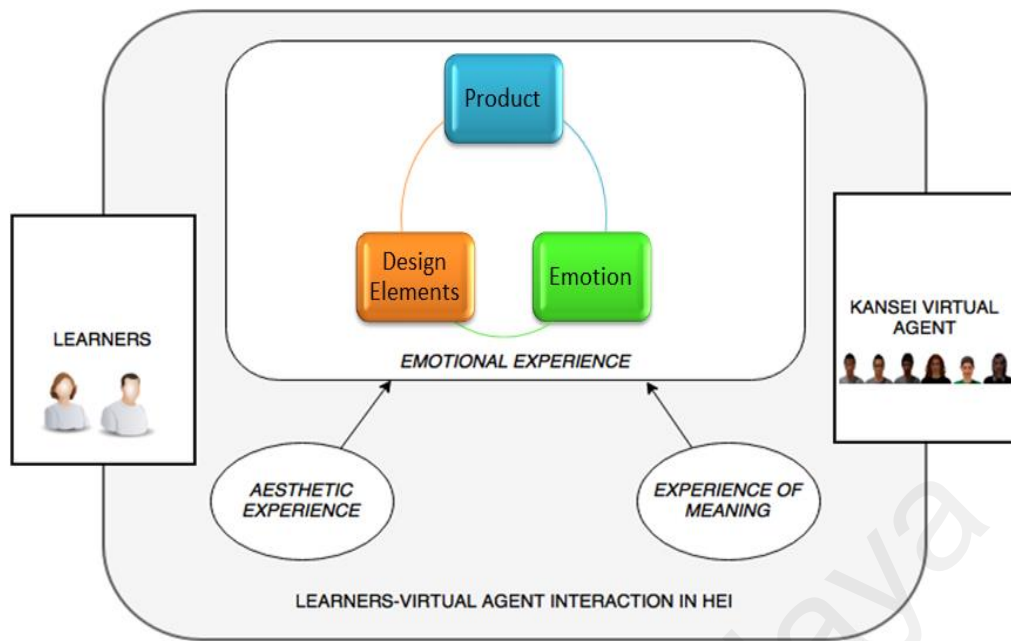 Product
Design
Elements
Emotion
EMOTIONAL EXPERIENCE
LEARNERS
KANSEI VIRTUAL
AGENT
AESTHETIC
EXPERIENCE
EXPERIENCE OF
MEANING
LEARNERS-VIRTUAL AGENT INTERACTION IN HEI
aya